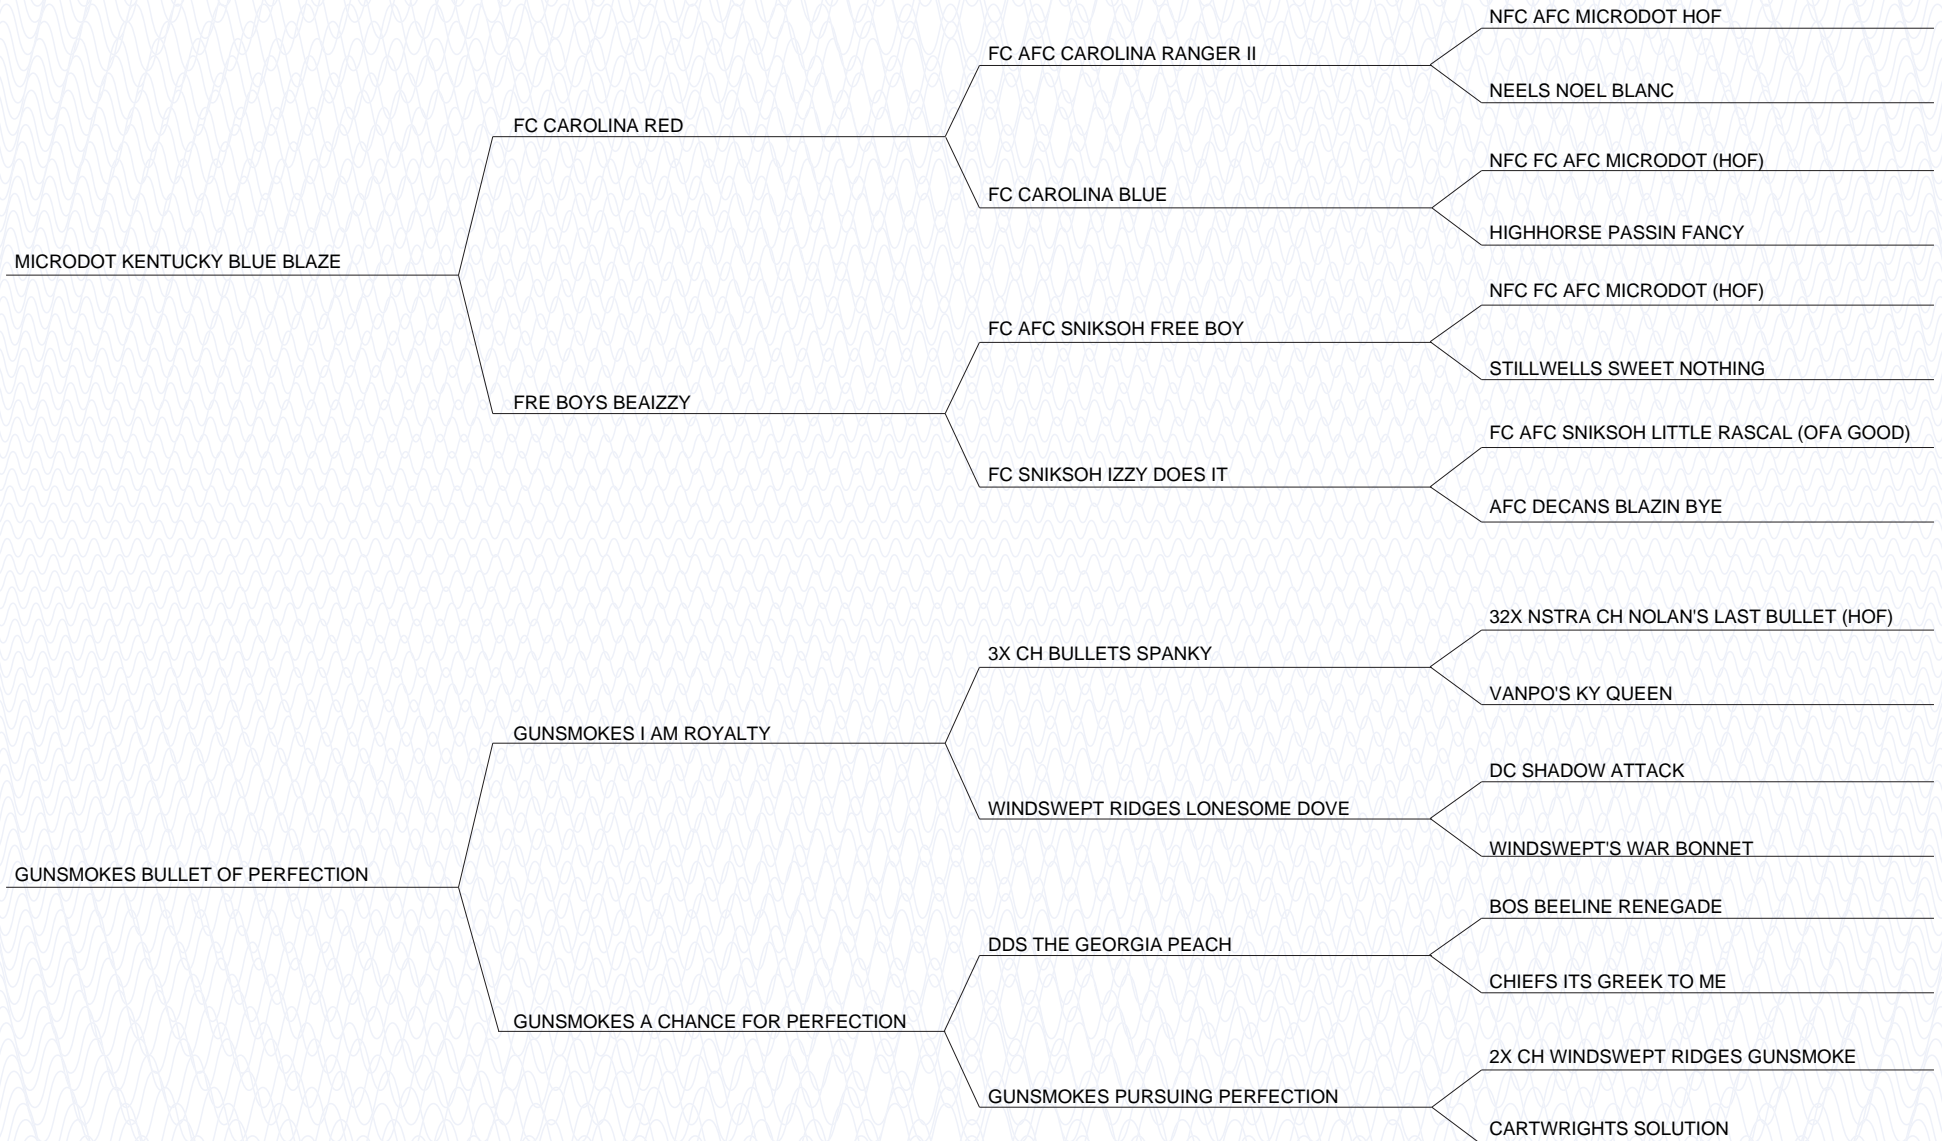 NFC AFC MICRODOT HOF
FC AFC CAROLINA RANGER II
NEELS NOEL BLANC
FC CAROLINA RED
NFC FC AFC MICRODOT (HOF)
FC CAROLINA BLUE
HIGHHORSE PASSIN FANCY
MICRODOT KENTUCKY BLUE BLAZE
NFC FC AFC MICRODOT (HOF)
FC AFC SNIKSOH FREE BOY
STILLWELLS SWEET NOTHING
FRE BOYS BEAIZZY
FC AFC SNIKSOH LITTLE RASCAL (OFA GOOD)
FC SNIKSOH IZZY DOES IT
AFC DECANS BLAZIN BYE
32X NSTRA CH NOLAN'S LAST BULLET (HOF)
3X CH BULLETS SPANKY
VANPO'S KY QUEEN
GUNSMOKES I AM ROYALTY
DC SHADOW ATTACK
WINDSWEPT RIDGES LONESOME DOVE
WINDSWEPT'S WAR BONNET
GUNSMOKES BULLET OF PERFECTION
BOS BEELINE RENEGADE
DDS THE GEORGIA PEACH
CHIEFS ITS GREEK TO ME
GUNSMOKES A CHANCE FOR PERFECTION
2X CH WINDSWEPT RIDGES GUNSMOKE
GUNSMOKES PURSUING PERFECTION
CARTWRIGHTS SOLUTION